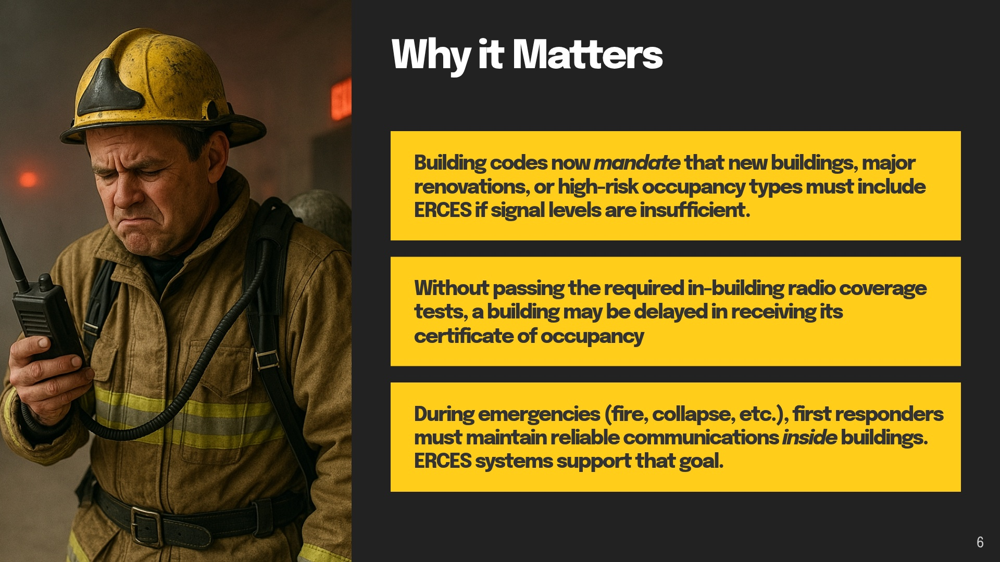 Why it Matters
Building codes now mandate that new buildings, major
renovations, or high-risk occupancy types must include
ERCES if signal levels are insufficient.
Without passing the required in-building radio coverage
tests, a building may be delayed in receiving its
certificate of occupancy
During emergencies (fire, collapse, etc.), first responders
must maintain reliable communications inside buildings.
ERCES systems support that goal.
6